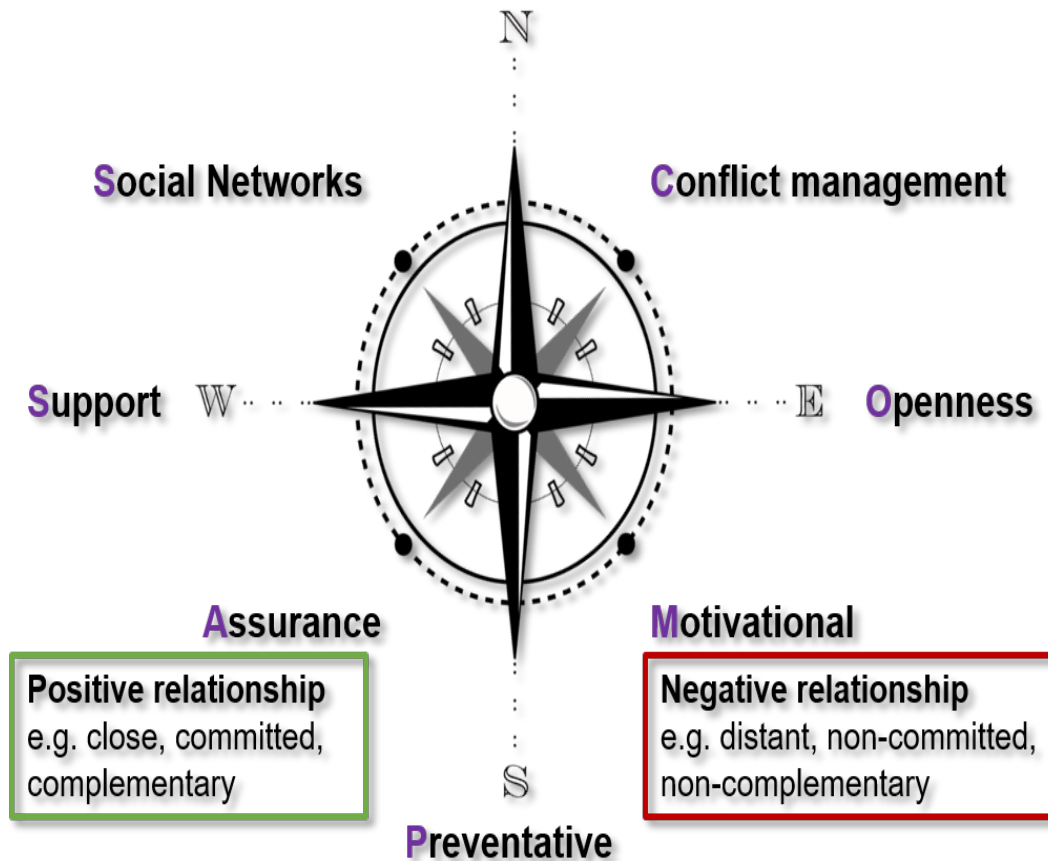 N
Social Networks
Conflict management
Support
W
E
Openness
Assurance
Motivational
Positive relationship
e.g. close, committed,
complementary
Negative relationship
e.g. distant, non-committed,
non-complementary
S
Preventative